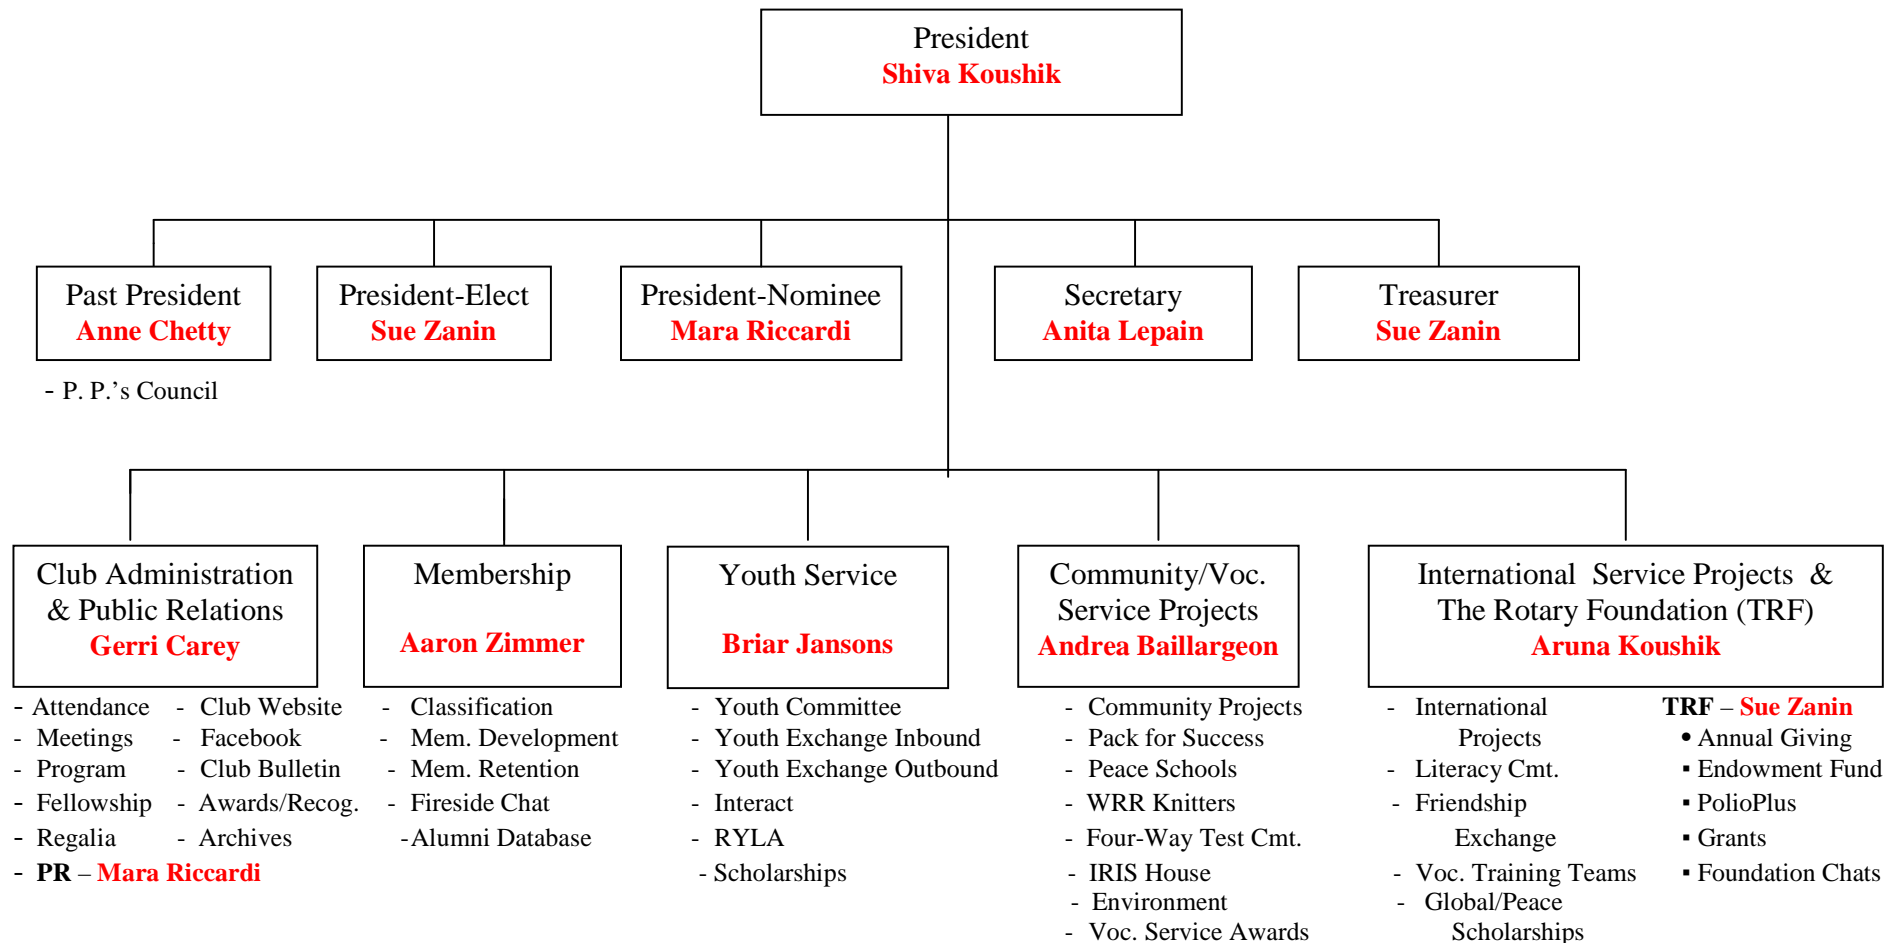 President
Shiva Koushik
Past President
Anne Chetty
- P. P.’s Council
President-Elect
Sue Zanin
President-Nominee
Mara Riccardi
Secretary
Anita Lepain
Treasurer
Sue Zanin
Club Administration
& Public Relations
Gerri Carey
- Attendance
- Meetings
- Program
- Fellowship
- Regalia
- PR – Mara Riccardi
- Club Website
- Facebook
- Club Bulletin
- Awards/Recog.
- Archives
Membership
Aaron Zimmer
- Classification
- Mem. Development
- Mem. Retention
- Fireside Chat
-Alumni Database
Youth Service
Briar Jansons
- Youth Committee
- Youth Exchange Inbound
- Youth Exchange Outbound
- Interact
- RYLA
- Scholarships
Community/Voc.
Service Projects
Andrea Baillargeon
- Community Projects
- Pack for Success
- Peace Schools
- WRR Knitters
- Four-Way Test Cmt.
- IRIS House
- Environment
- Voc. Service Awards
International Service Projects &
The Rotary Foundation (TRF)
Aruna Koushik
- International
Projects
- Literacy Cmt.
- Friendship
Exchange
- Voc. Training Teams
- Global/Peace
Scholarships
TRF – Sue Zanin
• Annual Giving
▪ Endowment Fund
▪ PolioPlus
▪ Grants
▪ Foundation Chats